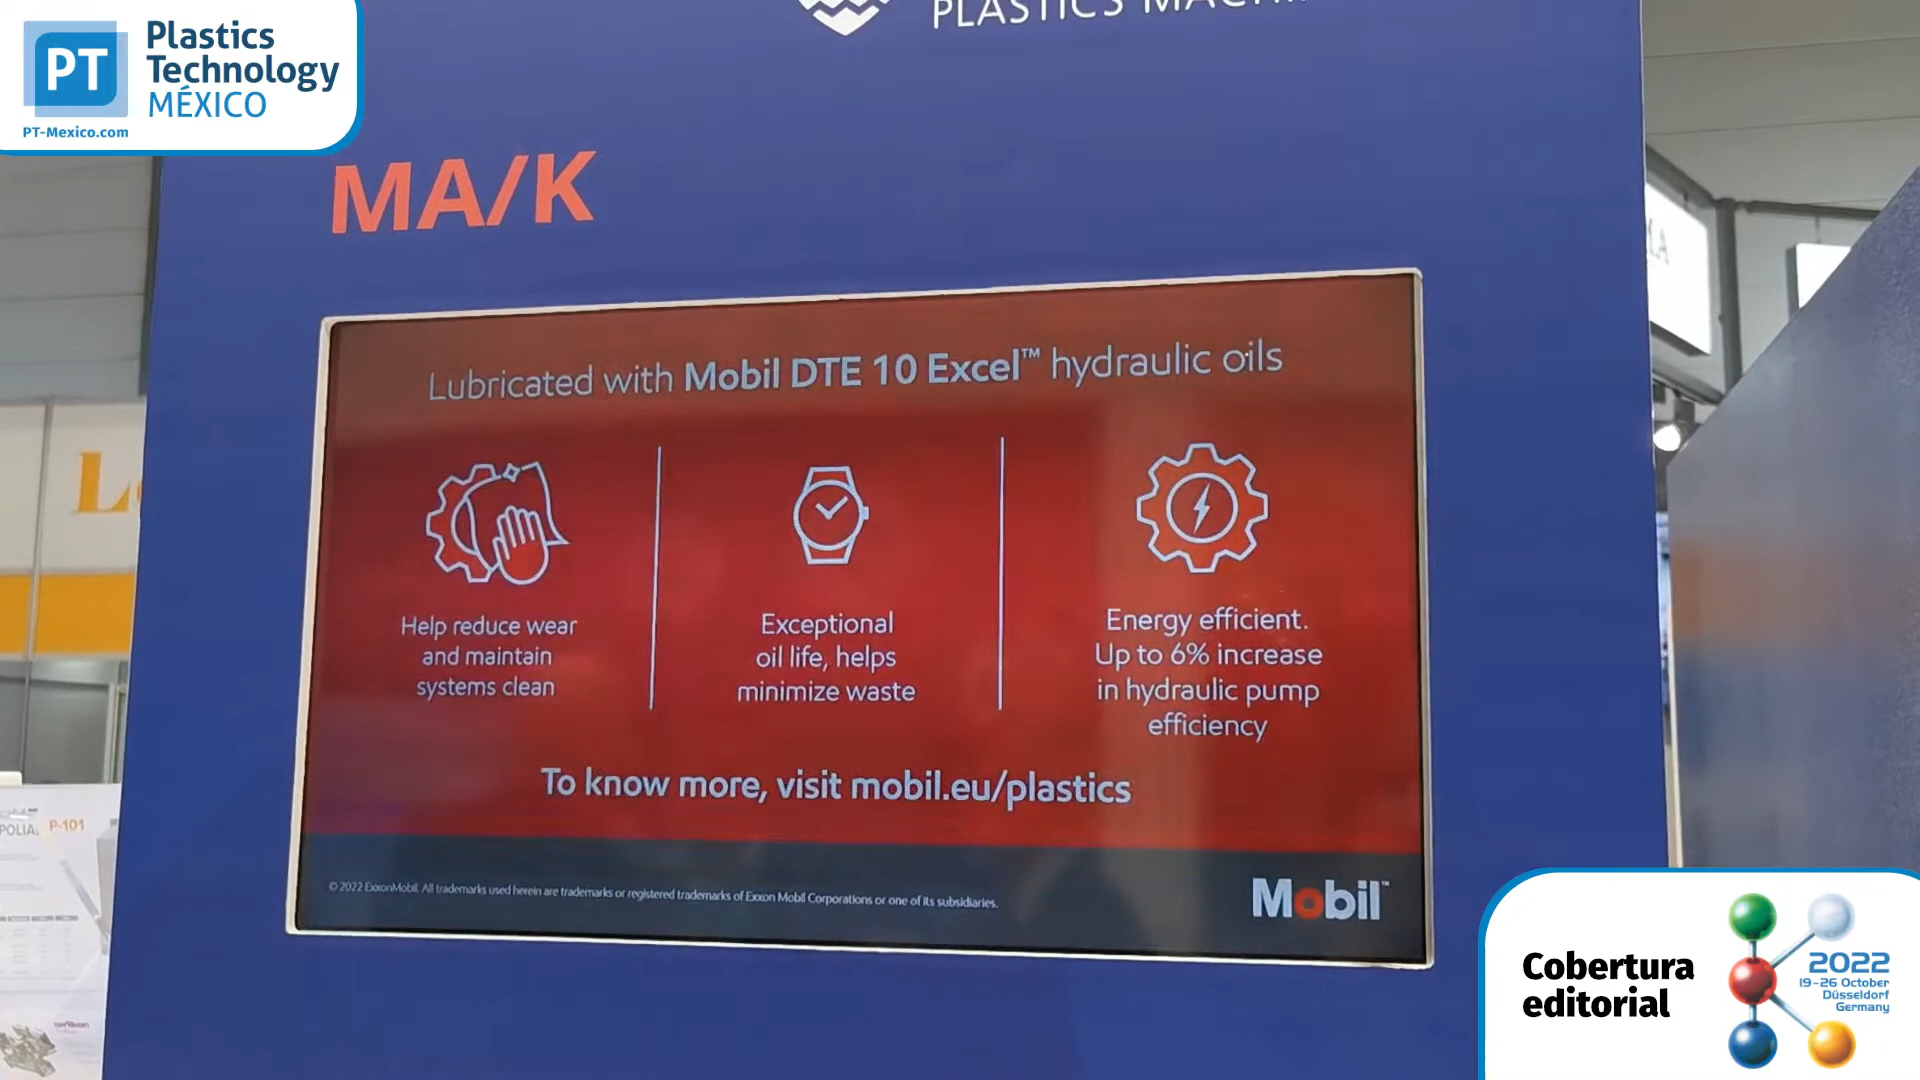 PT
Plastics
Technology
MÉXICO
PT-Mexico.com
PLASTICS
MA/K
Lubricated with Mobil DTE 10 Excel™ hydraulic oils
Help reduce wear
and maintain
systems clean
Exceptional
oil life, helps
minimize waste
Energy efficient.
Up to 6% increase
in hydraulic pump
efficiency
To know more, visit mobil.eu/plastics
© 2022 ExxonMobil. All trademarks used herein are trademarks or registered trademarks of Exxon Mobil Corporations or one of its subsidiaries.
Mobil™
P-101
Cobertura
editorial
2022
19-26 October
Düsseldorf
Germany